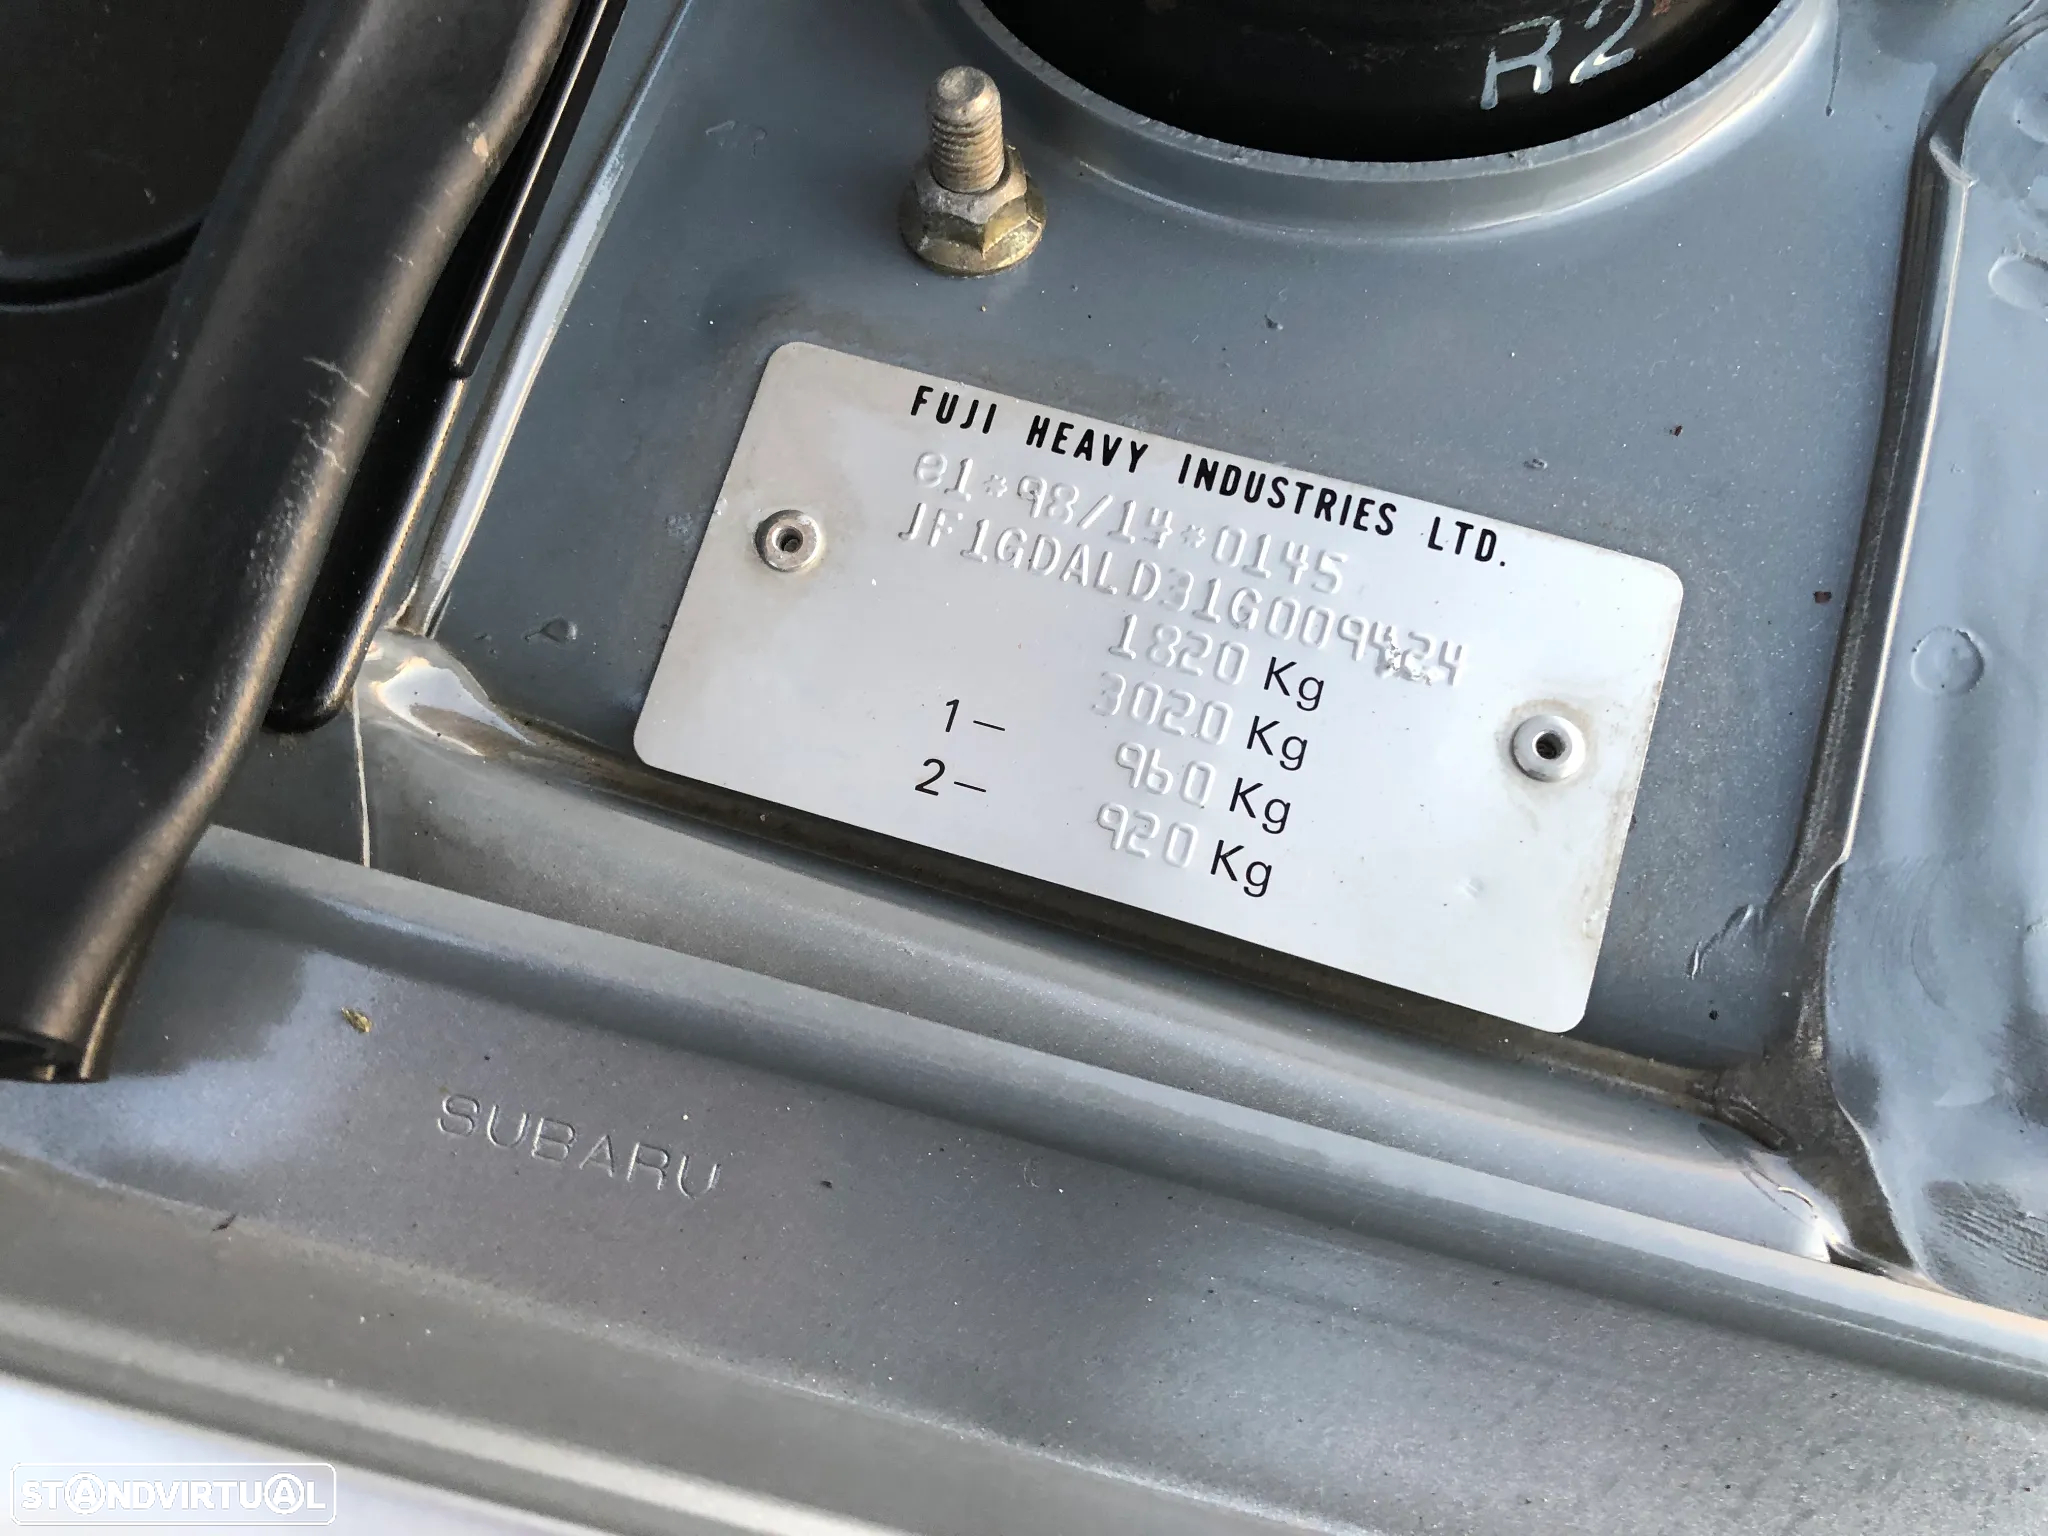 R2
FUJI HEAVY INDUSTRIES LTD.
e1*98/14*0145
JF1GDALD31G009424
1820 Kg
3020 Kg
1- 960 Kg
2- 920 Kg
SUBARU
STANDVIRTUAL